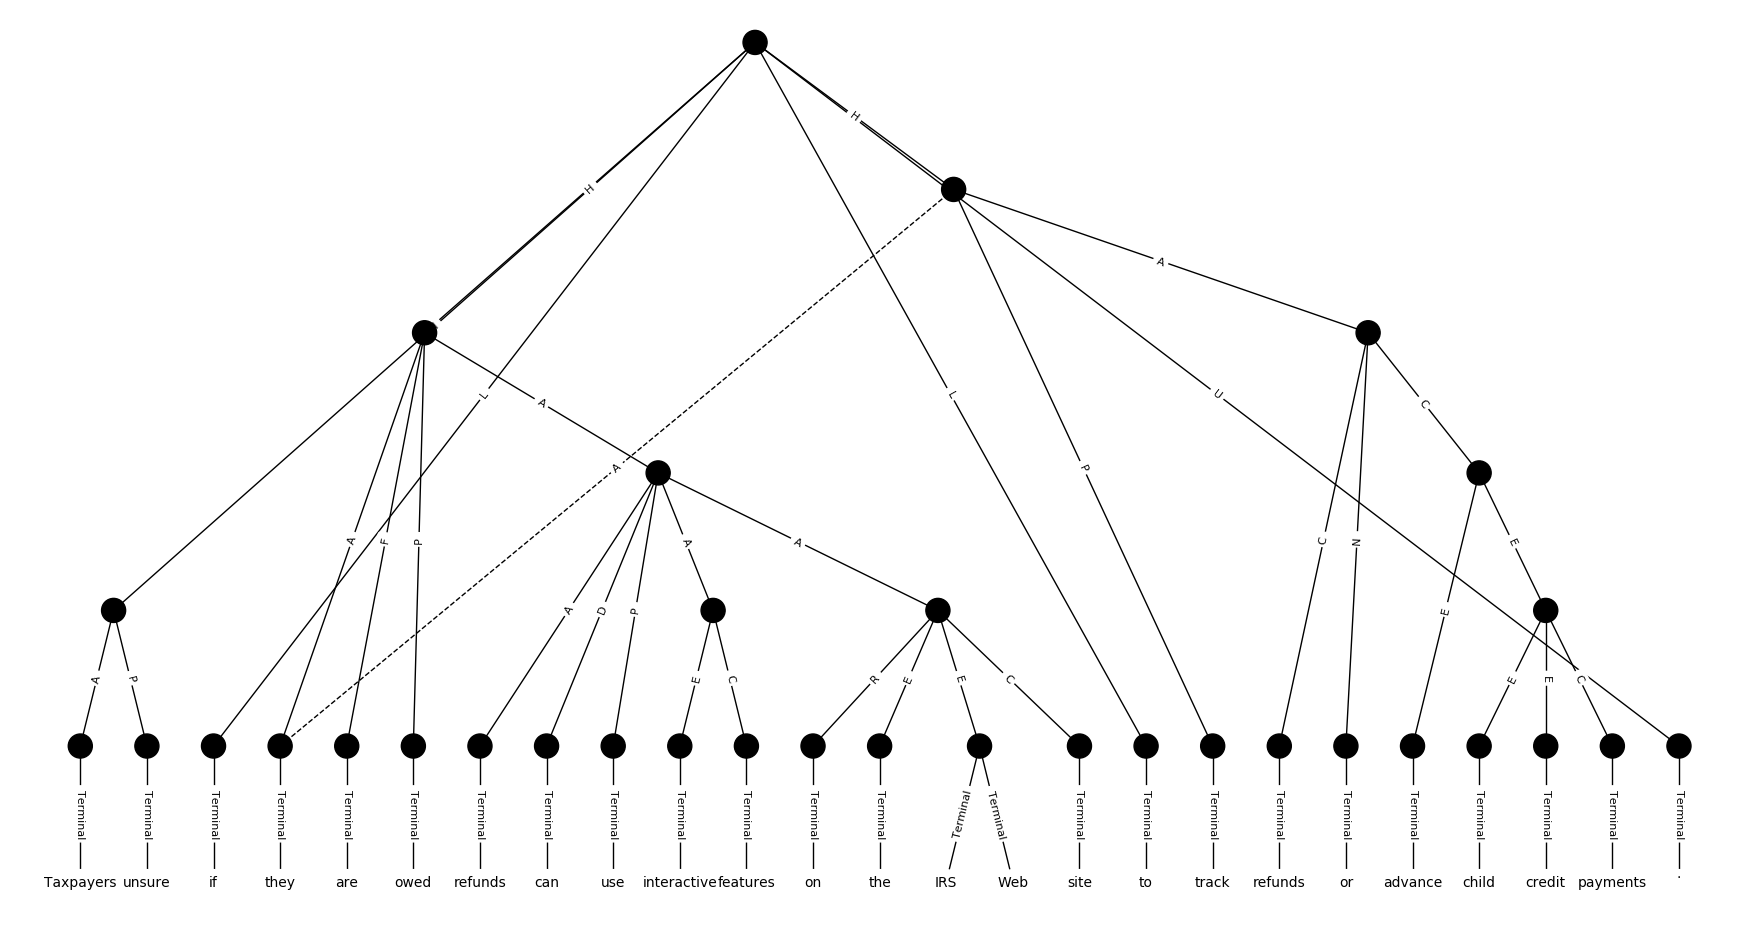 H
H
A
L
A
L
U
C
A
P
A
F
P
A
A
C
N
E
A
D
P
E
A
P
E
C
R
E
E
C
E
E
C
Terminal Terminal Terminal Terminal Terminal Terminal Terminal Terminal Terminal Terminal Terminal Terminal Terminal Terminal Terminal Terminal Terminal Terminal Terminal Terminal Terminal Terminal Terminal Terminal Terminal
Taxpayers unsure if they are owed refunds can use interactive features on the IRS Web site to track refunds or advance child credit payments .